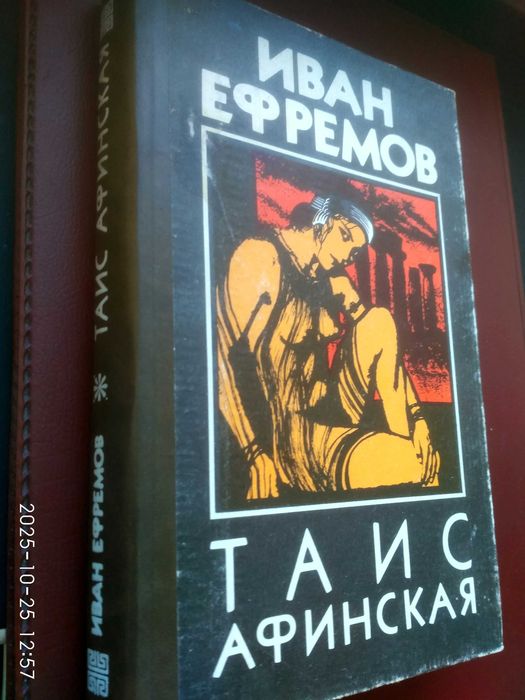 ИВАН
ЕФРЕМОВ
ТАИС
АФИНСКАЯ
ИВАН ЕФРЕМОВ * ТАИС АФИНСКАЯ
2025-10-25 12:57